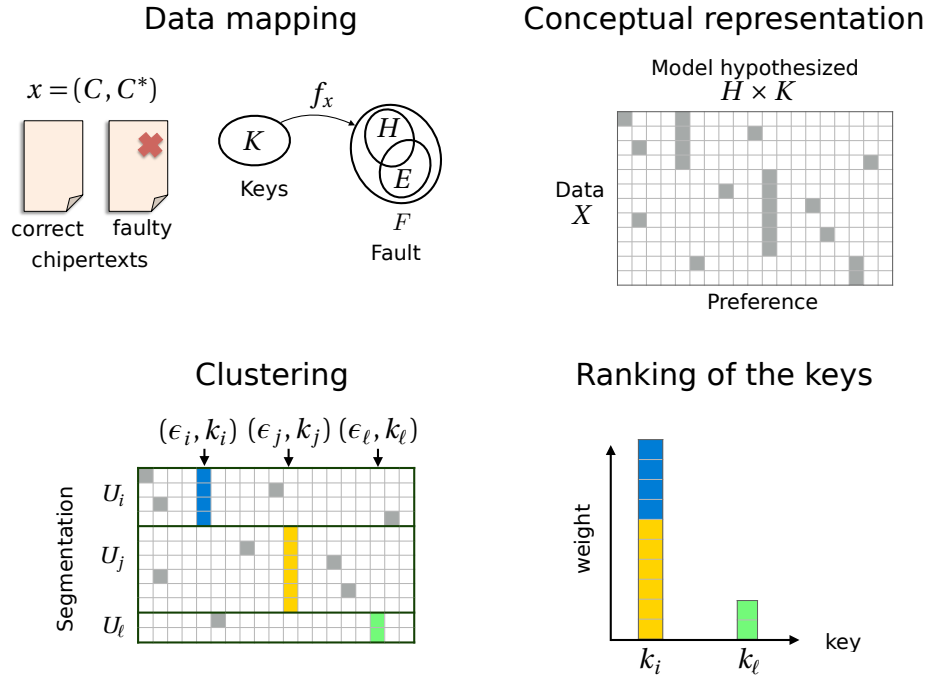 Data mapping
x = (C, C*)
f_x
K
H
E
Keys
F
Fault
correct
faulty
chipertexts
Conceptual representation
Model hypothesized
H × K
Data
X
Preference
Clustering
(ϵ_i, k_i) (ϵ_j, k_j) (ϵ_ℓ, k_ℓ)
Segmentation
U_i
U_j
U_ℓ
Ranking of the keys
weight
key
k_i
k_ℓ